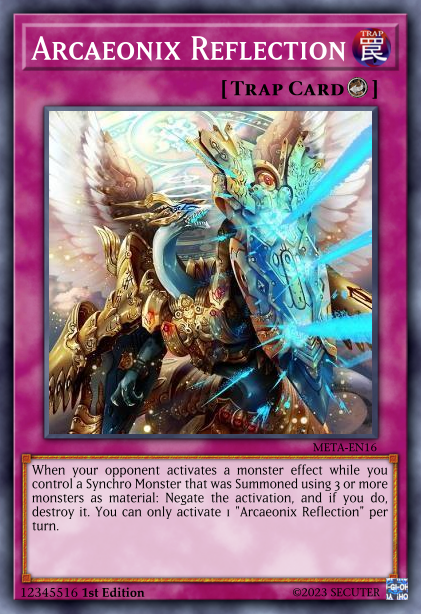 Arcaeonix Reflection
TRAP
罠
[Trap Card]
META-EN16
When your opponent activates a monster effect while you
control a Synchro Monster that was Summoned using 3 or more
monsters as material: Negate the activation, and if you do,
destroy it. You can only activate 1 "Arcaeonix Reflection" per
turn.
12345516 1st Edition
©2023 SECUTER